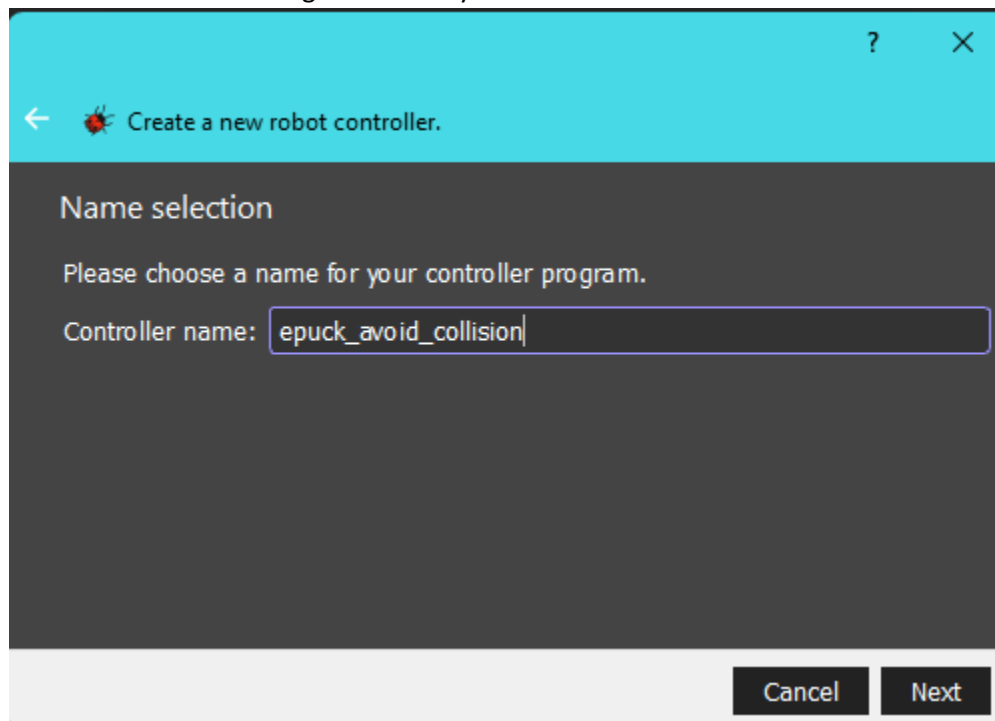 ?
Create a new robot controller.
Name selection
Please choose a name for your controller program.
Controller name: epuck_avoid_collision
Cancel Next